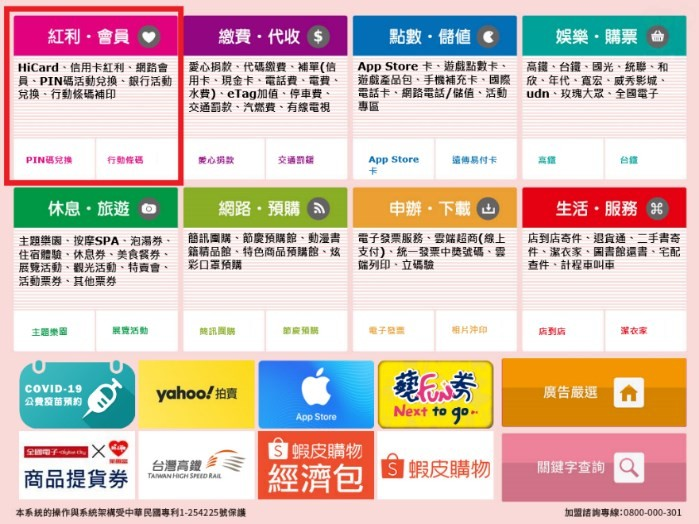 紅利・會員
HiCard、信用卡紅利、網路會
員、PIN碼活動兌換、銀行活動
兌換、行動條碼補印
PIN碼兌換
行動條碼
繳費・代收
愛心捐款、代碼繳費、補單(信
用卡、現金卡、電話費、電費、
水費)、eTag加值、停車費、
交通罰款、汽燃費、有線電視
愛心捐款
交通罰鍰
點數・儲值
App Store 卡、遊戲點數卡、
遊戲產品包、手機補充卡、國際
電話卡、網路電話/儲值、活動
專區
App Store
卡
遠傳易付卡
娛樂・購票
高鐵、台鐵、國光、統聯、和
欣、年代、寬宏、威秀影城、
udn、玫瑰大眾、全國電子
高鐵
台鐵
休息・旅遊
主題樂園、按摩SPA、泡湯券、
住宿體驗、休息券、美食餐券、
展覽活動、觀光活動、特賣會、
活動票券、其他票券
主題樂園
展覽活動
網路・預購
簡訊團購、節慶預購館、動漫書
籍精品館、特色商品預購館、炫
彩口罩預購
簡訊團購
節慶預購
申辦・下載
電子發票服務、雲端超商(線上
支付)、統一發票中獎號碼、雲
端列印、立碼驗
電子發票
相片沖印
生活・服務
店到店寄件、退貨通、二手書寄
件、潔衣家、圖書館還書、宅配
查件、計程車叫車
店到店
潔衣家
COVID-19
公費疫苗預約
yahoo!拍賣
App Store
藝FUN券
Next to go
廣告嚴選
全國電子
商品提貨券
台灣高鐵
TAIWAN HIGH SPEED RAIL
蝦皮購物
經濟包
蝦皮購物
關鍵字查詢
本系統的操作與系統架構受中華民國專利1-254225號保護
加盟諮詢專線:0800-000-301